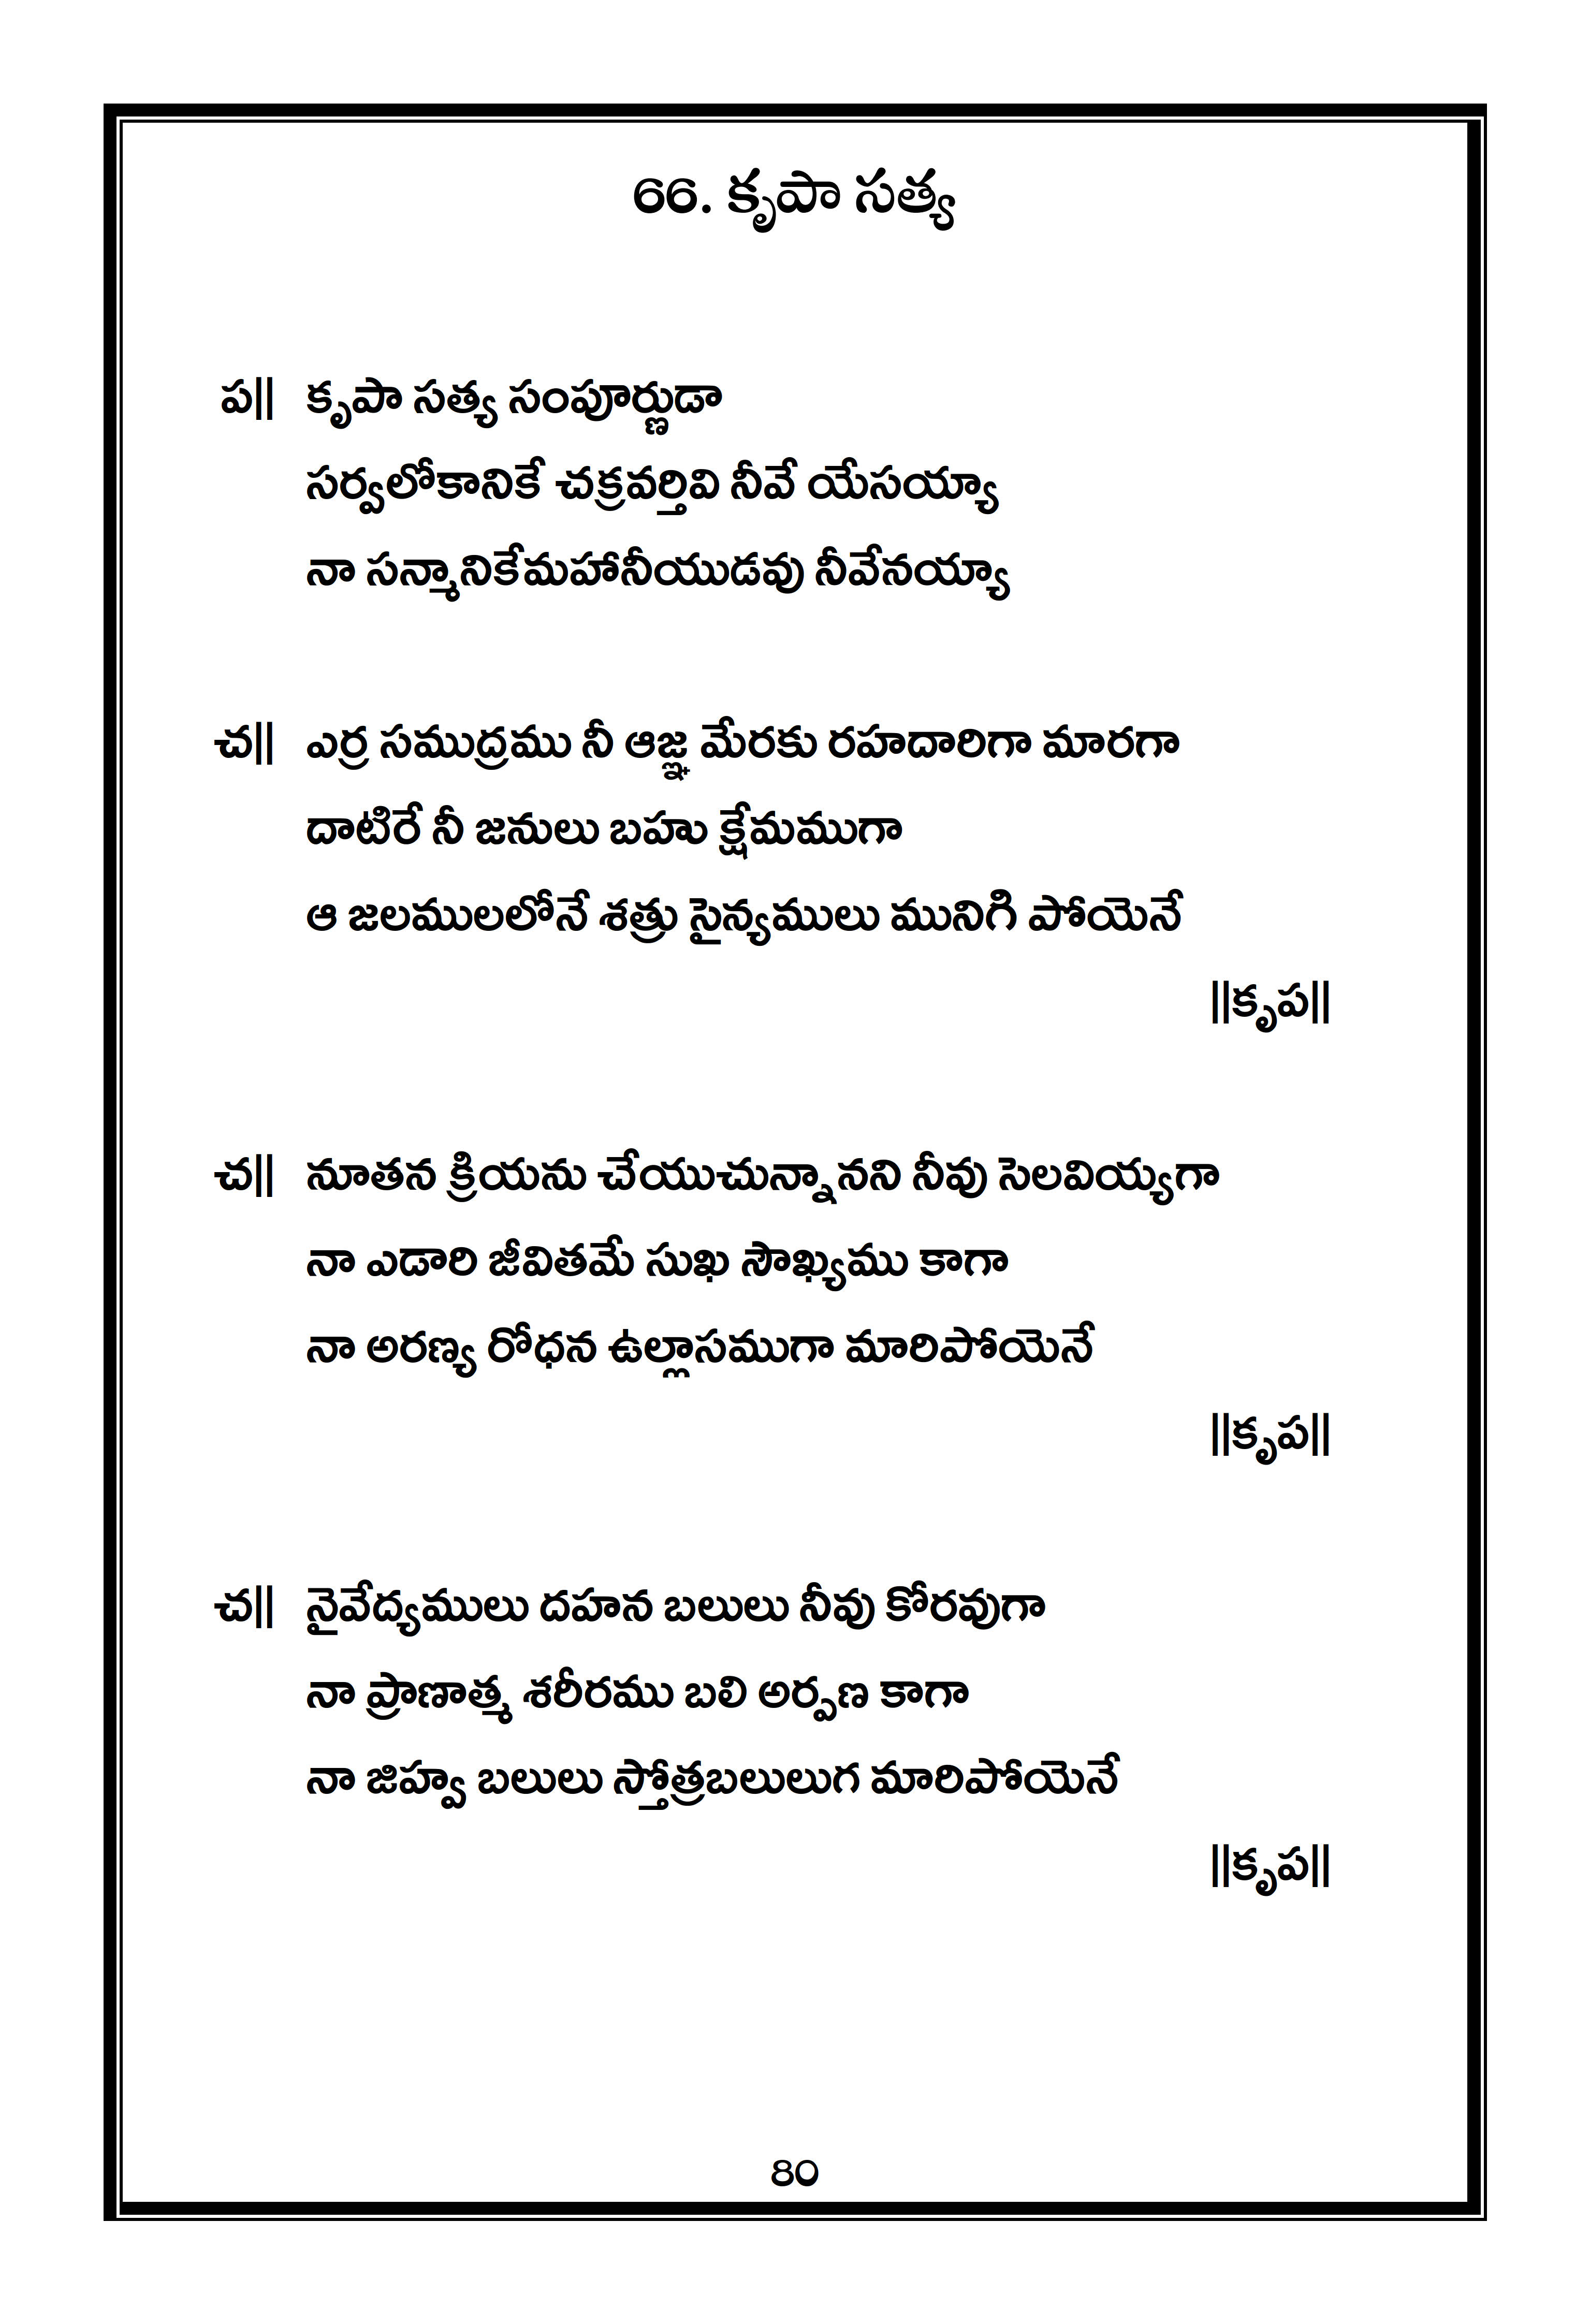 ౬౬. కృపా సత్య
ప|| కృపా సత్య సంపూర్ణుడా
సర్వలోకానికే చక్రవర్తివి నీవే యేసయ్యా
నా సన్మానికేమహానీయుడవు నీవేనయ్యా
చ|| ఎర్ర సముద్రము నీ ఆజ్ఞ మేరకు రహదారిగా మారగా
దాటిరే నీ జనులు బహు క్షేమముగా
ఆ జలములలోనే శత్రు సైన్యములు మునిగి పోయెనే
||కృప||
చ|| నూతన క్రియను చేయుచున్నానని నీవు సెలవియ్యగా
నా ఎడారి జీవితమే సుఖ సౌఖ్యము కాగా
నా అరణ్య రోధన ఉల్లాసముగా మారిపోయెనే
||కృప||
చ|| నైవేద్యములు దహన బలులు నీవు కోరవుగా
నా ప్రాణాత్మ శరీరము బలి అర్పణ కాగా
నా జిహ్వ బలులు స్తోత్రబలులుగ మారిపోయెనే
||కృప||
౪౦